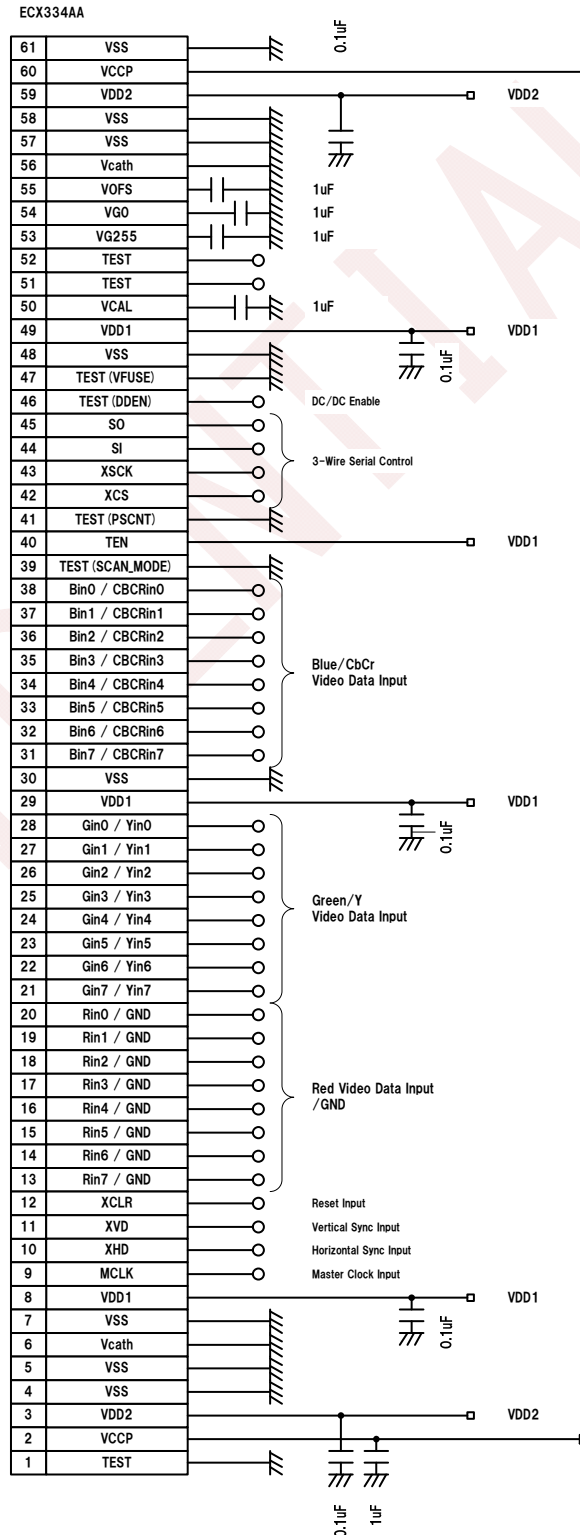 ECX334AA
0.1uF
61 VSS
60 VCCP
59 VDD2 VDD2
58 VSS
57 VSS
56 Vcath
55 VOFS 1uF
54 VG0 1uF
53 VG255 1uF
52 TEST
51 TEST
50 VCAL 1uF
49 VDD1 VDD1
0.1uF
48 VSS
47 TEST (VFUSE)
46 TEST (DDEN) DC/DC Enable
45 SO
44 SI
3-Wire Serial Control
43 XSCK
42 XCS
41 TEST (PSCNT)
40 TEN VDD1
39 TEST (SCAN_MODE)
38 Bin0 / CBCRin0
37 Bin1 / CBCRin1
36 Bin2 / CBCRin2
35 Bin3 / CBCRin3
Blue/CbCr
Video Data Input
34 Bin4 / CBCRin4
33 Bin5 / CBCRin5
32 Bin6 / CBCRin6
31 Bin7 / CBCRin7
30 VSS
29 VDD1 VDD1
0.1uF
28 Gin0 / Yin0
27 Gin1 / Yin1
26 Gin2 / Yin2
25 Gin3 / Yin3
Green/Y
Video Data Input
24 Gin4 / Yin4
23 Gin5 / Yin5
22 Gin6 / Yin6
21 Gin7 / Yin7
20 Rin0 / GND
19 Rin1 / GND
18 Rin2 / GND
17 Rin3 / GND
Red Video Data Input
/GND
16 Rin4 / GND
15 Rin5 / GND
14 Rin6 / GND
13 Rin7 / GND
12 XCLR Reset Input
11 XVD Vertical Sync Input
10 XHD Horizontal Sync Input
9 MCLK Master Clock Input
8 VDD1 VDD1
0.1uF
7 VSS
6 Vcath
5 VSS
4 VSS
3 VDD2 VDD2
2 VCCP
1 TEST
0.1uF
1uF